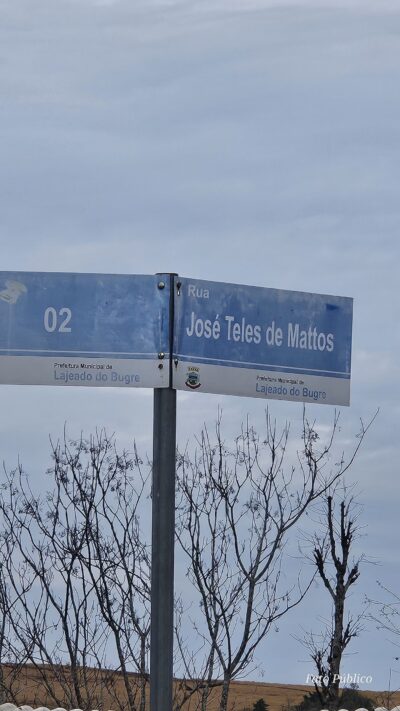 02
Prefeitura Municipal de
Lajeado do Bugre
Rua
José Teles de Mattos
Prefeitura Municipal de
Lajeado do Bugre
Foto Público